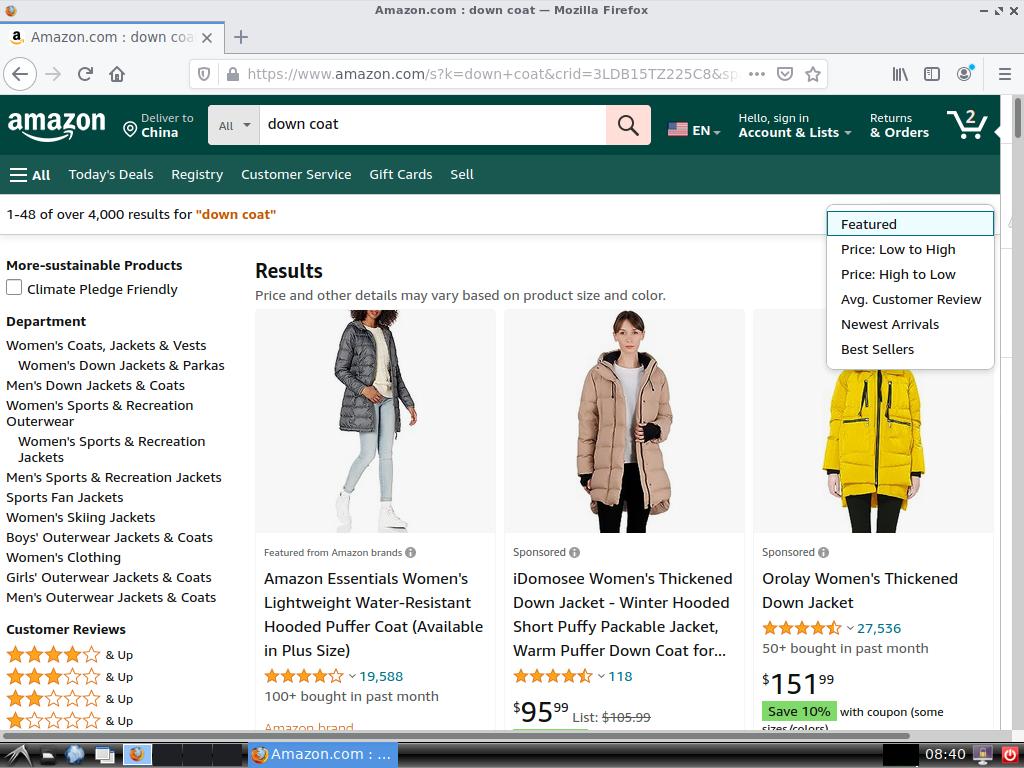 Amazon.com : down coat — Mozilla Firefox
Amazon.com : down coa
https://www.amazon.com/s?k=down+coat&crid=3LDB15TZ225C8&sp
amazon
Deliver to
China
All
down coat
EN
Hello, sign in
Account & Lists
Returns
& Orders
2
All
Today's Deals
Registry
Customer Service
Gift Cards
Sell
1-48 of over 4,000 results for "down coat"
Featured
Price: Low to High
Price: High to Low
Avg. Customer Review
Newest Arrivals
Best Sellers
More-sustainable Products
Climate Pledge Friendly
Department
Women's Coats, Jackets & Vests
Women's Down Jackets & Parkas
Men's Down Jackets & Coats
Women's Sports & Recreation
Outerwear
Women's Sports & Recreation
Jackets
Men's Sports & Recreation Jackets
Sports Fan Jackets
Women's Skiing Jackets
Boys' Outerwear Jackets & Coats
Women's Clothing
Girls' Outerwear Jackets & Coats
Men's Outerwear Jackets & Coats
Customer Reviews
& Up
& Up
& Up
& Up
Results
Price and other details may vary based on product size and color.
Featured from Amazon brands
Amazon Essentials Women's
Lightweight Water-Resistant
Hooded Puffer Coat (Available
in Plus Size)
19,588
100+ bought in past month
Amazon brand
Sponsored
iDomosee Women's Thickened
Down Jacket - Winter Hooded
Short Puffy Packable Jacket,
Warm Puffer Down Coat for...
118
$95.99 List: $105.99
Sponsored
Orolay Women's Thickened
Down Jacket
27,536
50+ bought in past month
$151.99
Save 10% with coupon (some
sizes/colors)
Amazon.com : ...
08:40